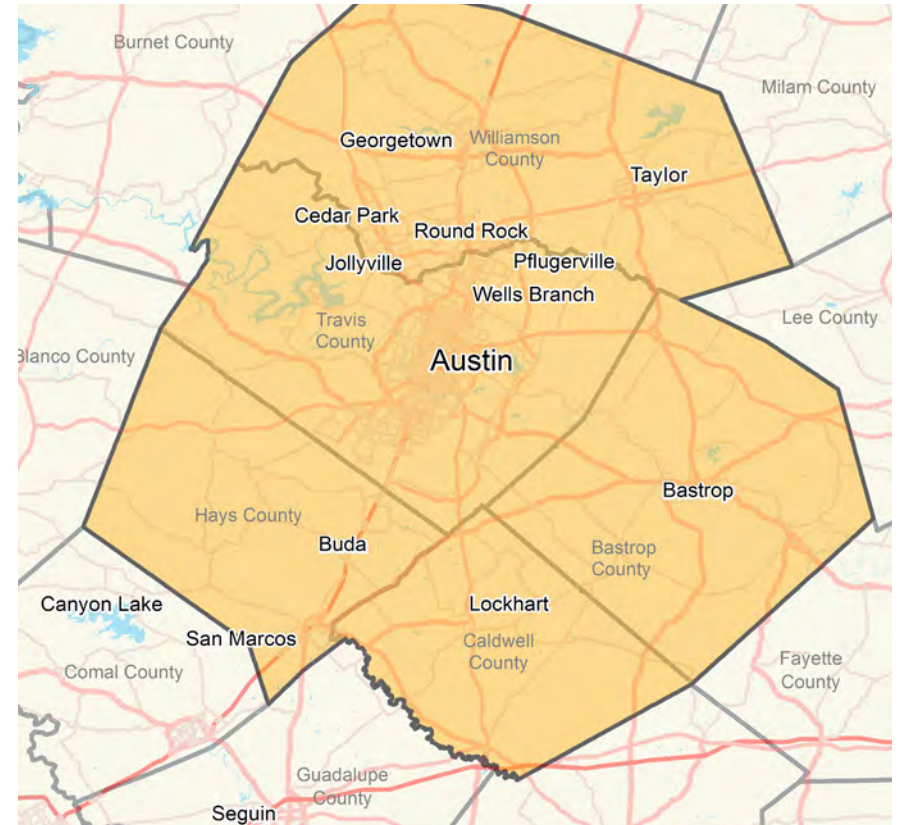 Burnet County
Milam County
Georgetown
Williamson
County
Taylor
Cedar Park
Round Rock
Jollyville
Pflugerville
Wells Branch
Travis
County
Lee County
Blanco County
Austin
Bastrop
Hays County
Buda
Bastrop
County
Canyon Lake
Lockhart
San Marcos
Caldwell
County
Comal County
Fayette
County
Guadalupe
County
Seguin